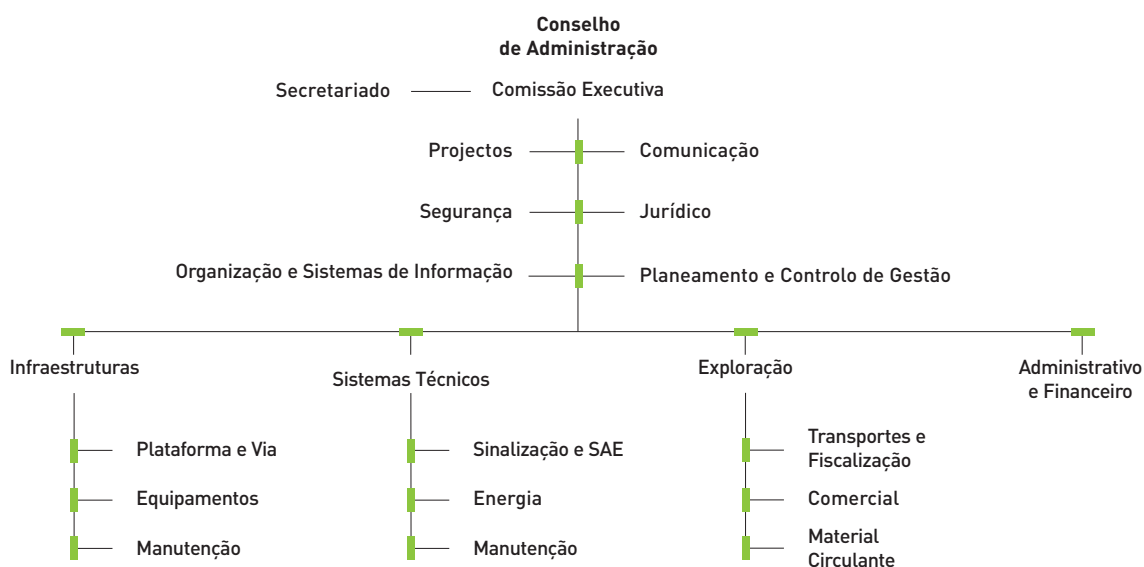 Conselho
de Administração
Secretariado
Comissão Executiva
Projectos
Comunicação
Segurança
Jurídico
Organização e Sistemas de Informação
Planeamento e Controlo de Gestão
Infraestruturas
Sistemas Técnicos
Exploração
Administrativo
e Financeiro
Plataforma e Via
Equipamentos
Manutenção
Sinalização e SAE
Energia
Manutenção
Transportes e
Fiscalização
Comercial
Material
Circulante